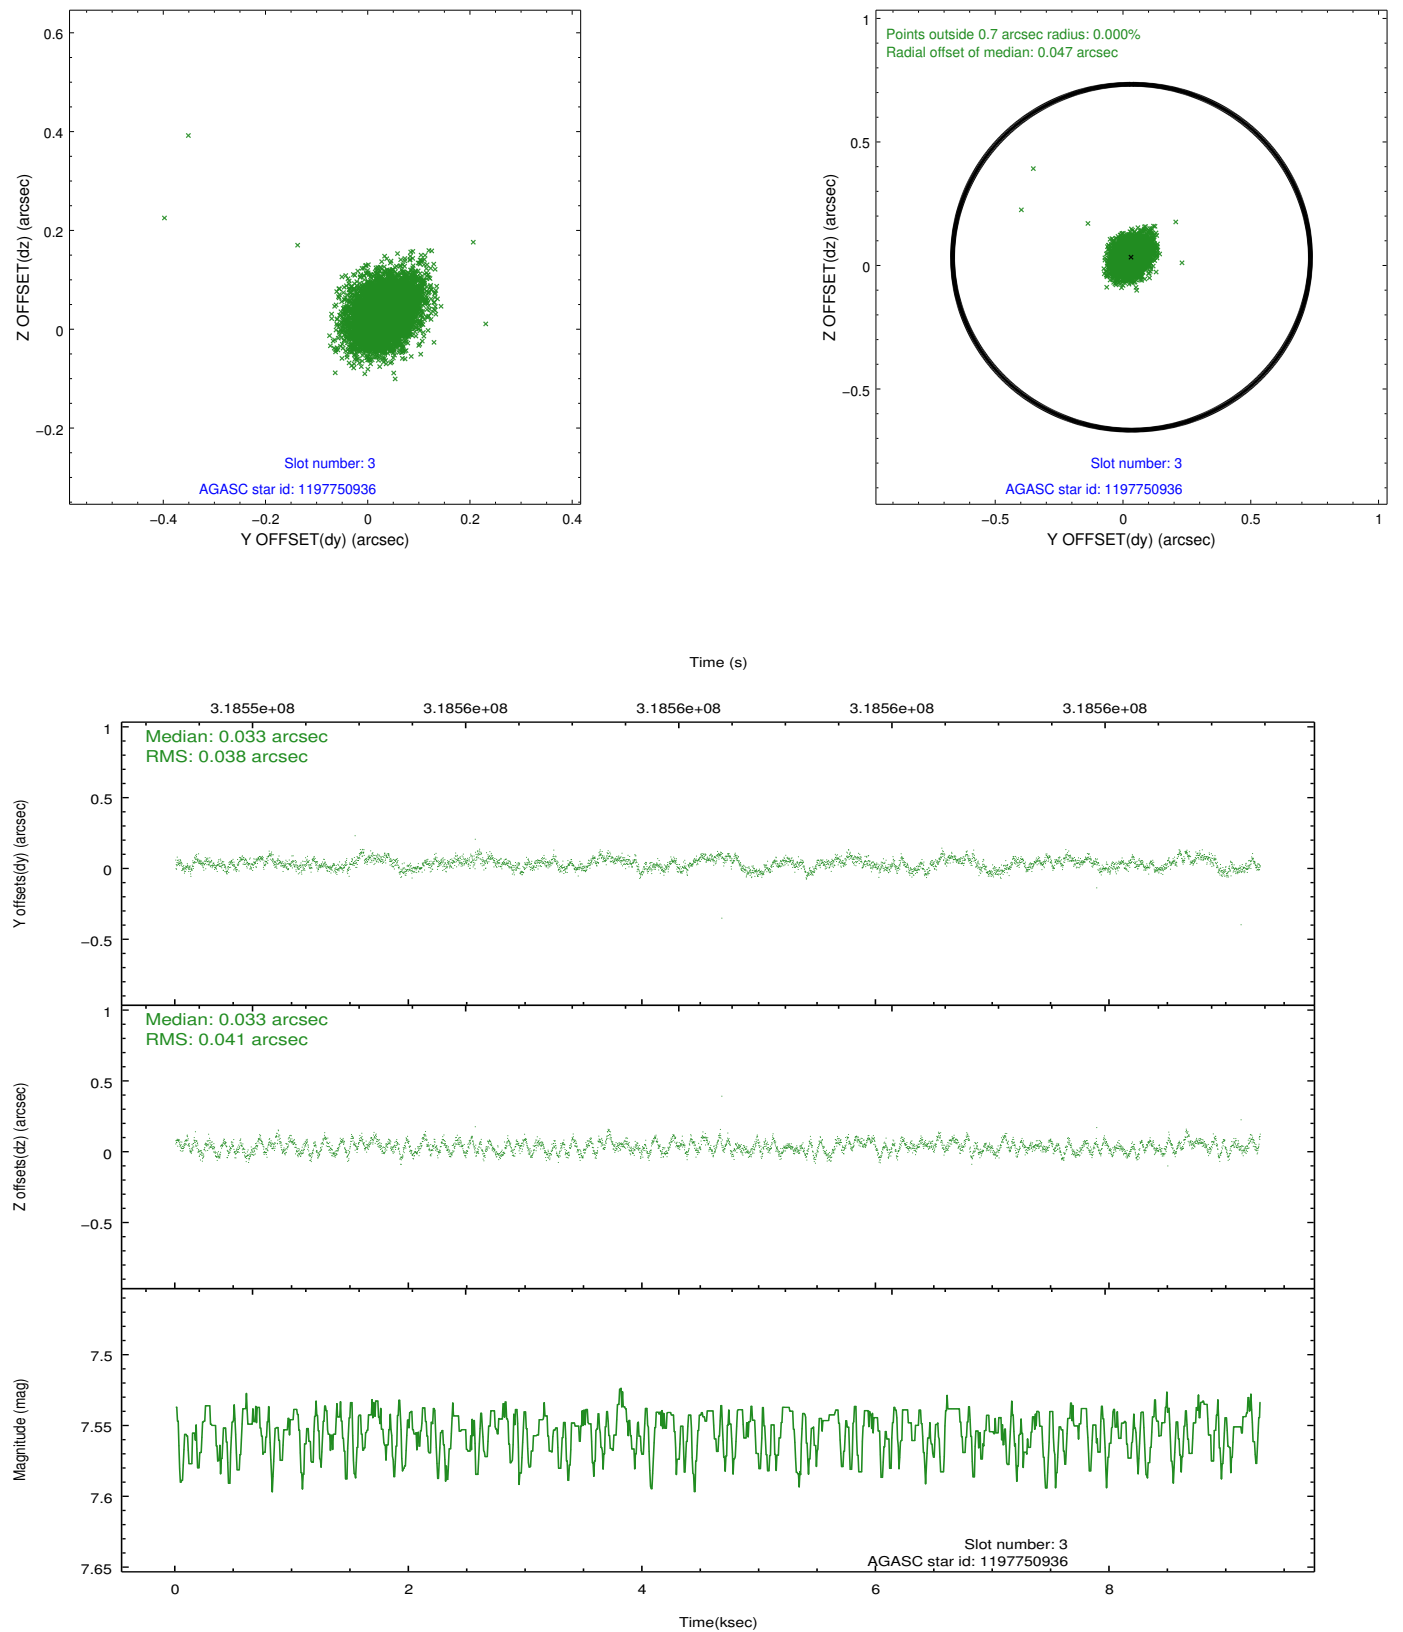 0.6
0.4
0.2
0
−0.2
Z OFFSET(dz) (arcsec)
Slot number: 3
AGASC star id: 1197750936
−0.4
−0.2
0
0.2
0.4
Y OFFSET(dy) (arcsec)
Points outside 0.7 arcsec radius: 0.000%
Radial offset of median: 0.047 arcsec
1
0.5
0
−0.5
Z OFFSET(dz) (arcsec)
Slot number: 3
AGASC star id: 1197750936
−0.5
0
0.5
1
Y OFFSET(dy) (arcsec)
Time (s)
3.1855e+08
3.1856e+08
3.1856e+08
3.1856e+08
3.1856e+08
Median: 0.033 arcsec
RMS: 0.038 arcsec
1
0.5
0
−0.5
Y offsets(dy) (arcsec)
Median: 0.033 arcsec
RMS: 0.041 arcsec
1
0.5
0
−0.5
Z offsets(dz) (arcsec)
7.5
7.55
7.6
7.65
Magnitude (mag)
Slot number: 3
AGASC star id: 1197750936
0
2
4
6
8
Time(ksec)